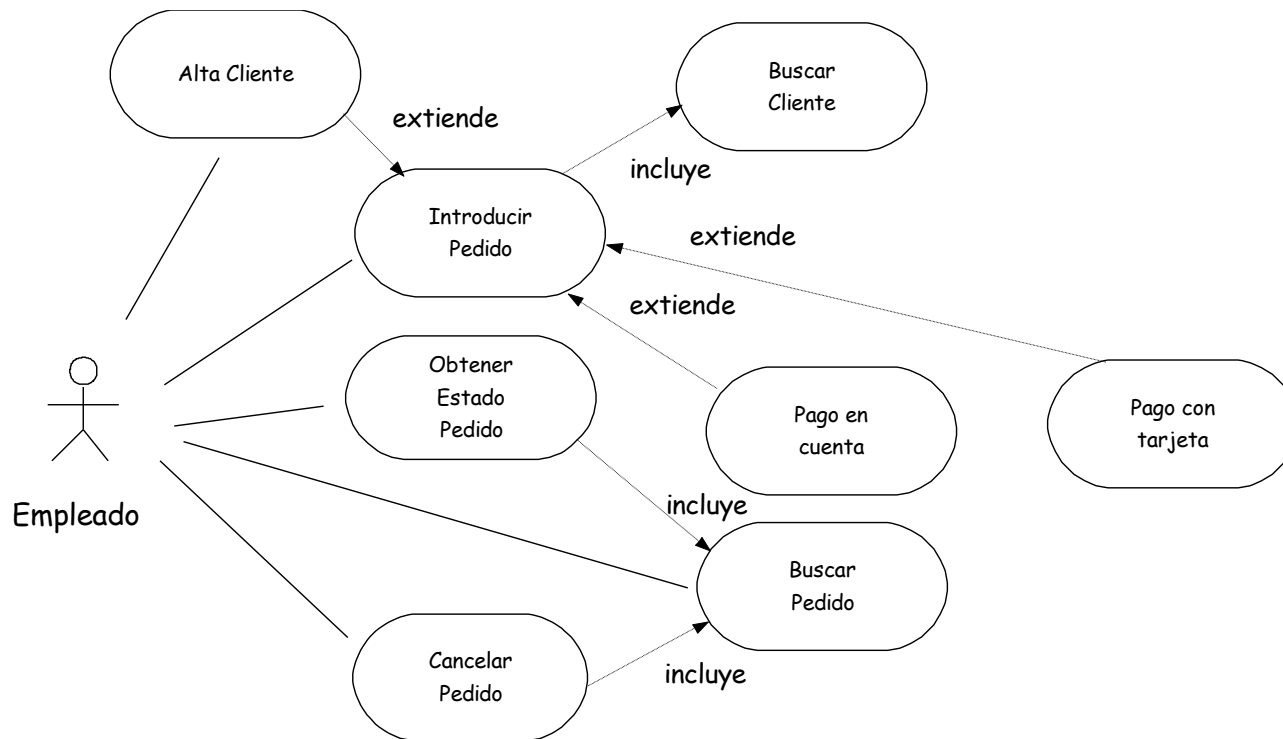 Alta Cliente
Buscar
Cliente
extiende
incluye
Introducir
Pedido
extiende
extiende
Obtener
Estado
Pedido
Pago en
cuenta
Pago con
tarjeta
Empleado
incluye
Buscar
Pedido
Cancelar
Pedido
incluye